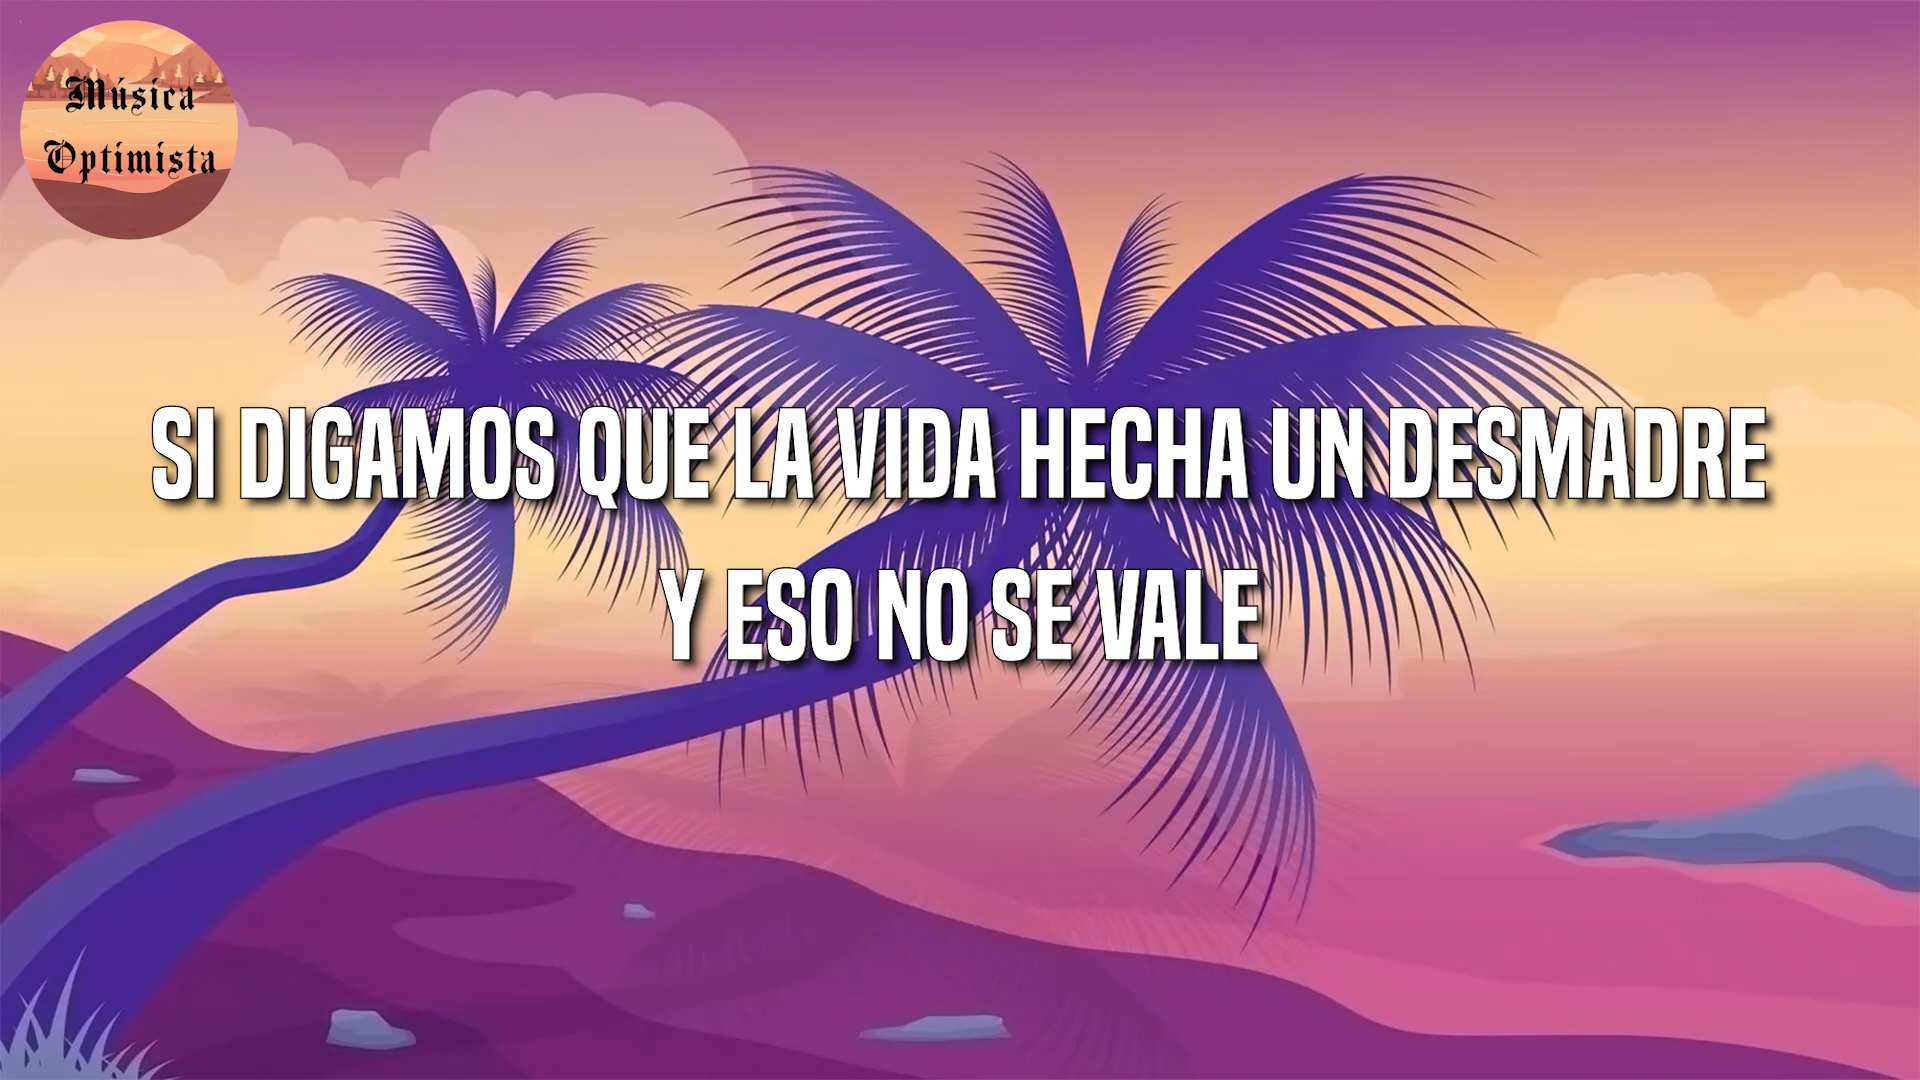 Música
Optimista
SI DIGAMOS QUE LA VIDA HECHA UN DESMADRE
Y ESO NO SE VALE